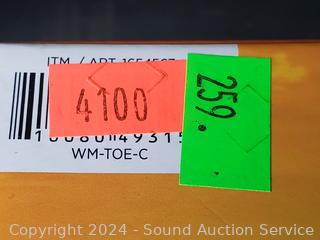 ITM. / ART.
4100
259.
WM-TOE-C
Copyright © 2024 - Sound Auction Service